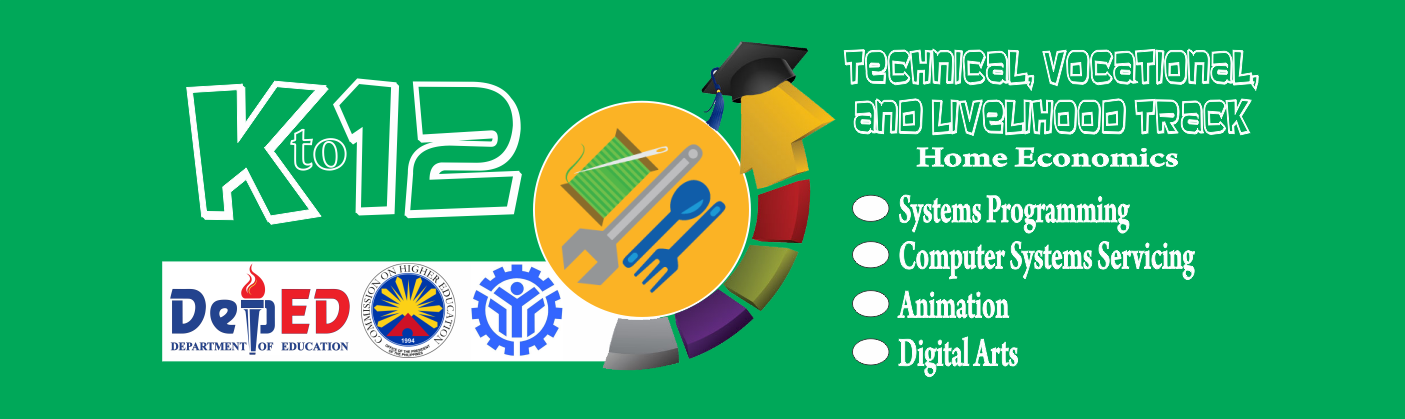 K to 12
DepED
DEPARTMENT OF EDUCATION
COMMISSION ON HIGHER EDUCATION
1994
OFFICE OF THE PRESIDENT
OF THE PHILIPPINES
TECHNICAL, VOCATIONAL,
AND LIVELIHOOD TRACK
Home Economics
Systems Programming
Computer Systems Servicing
Animation
Digital Arts